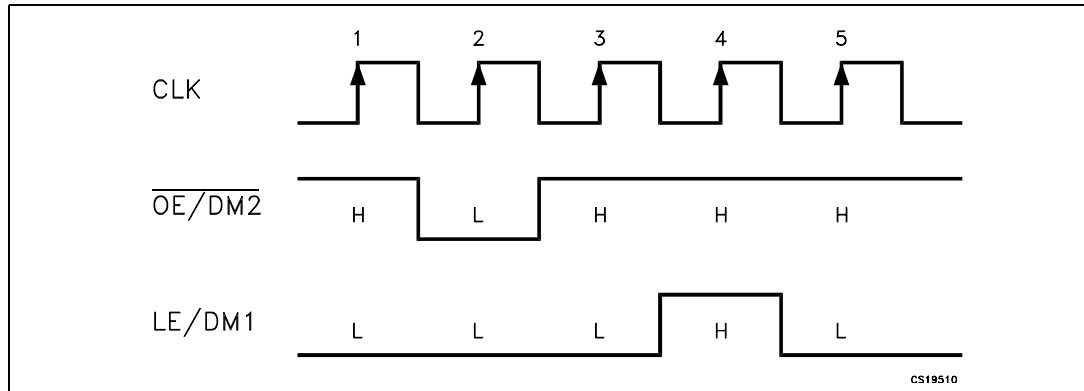 1 2 3 4 5
CLK
OE/DM2
H L H H H
LE/DM1
L L L H L
CS19510